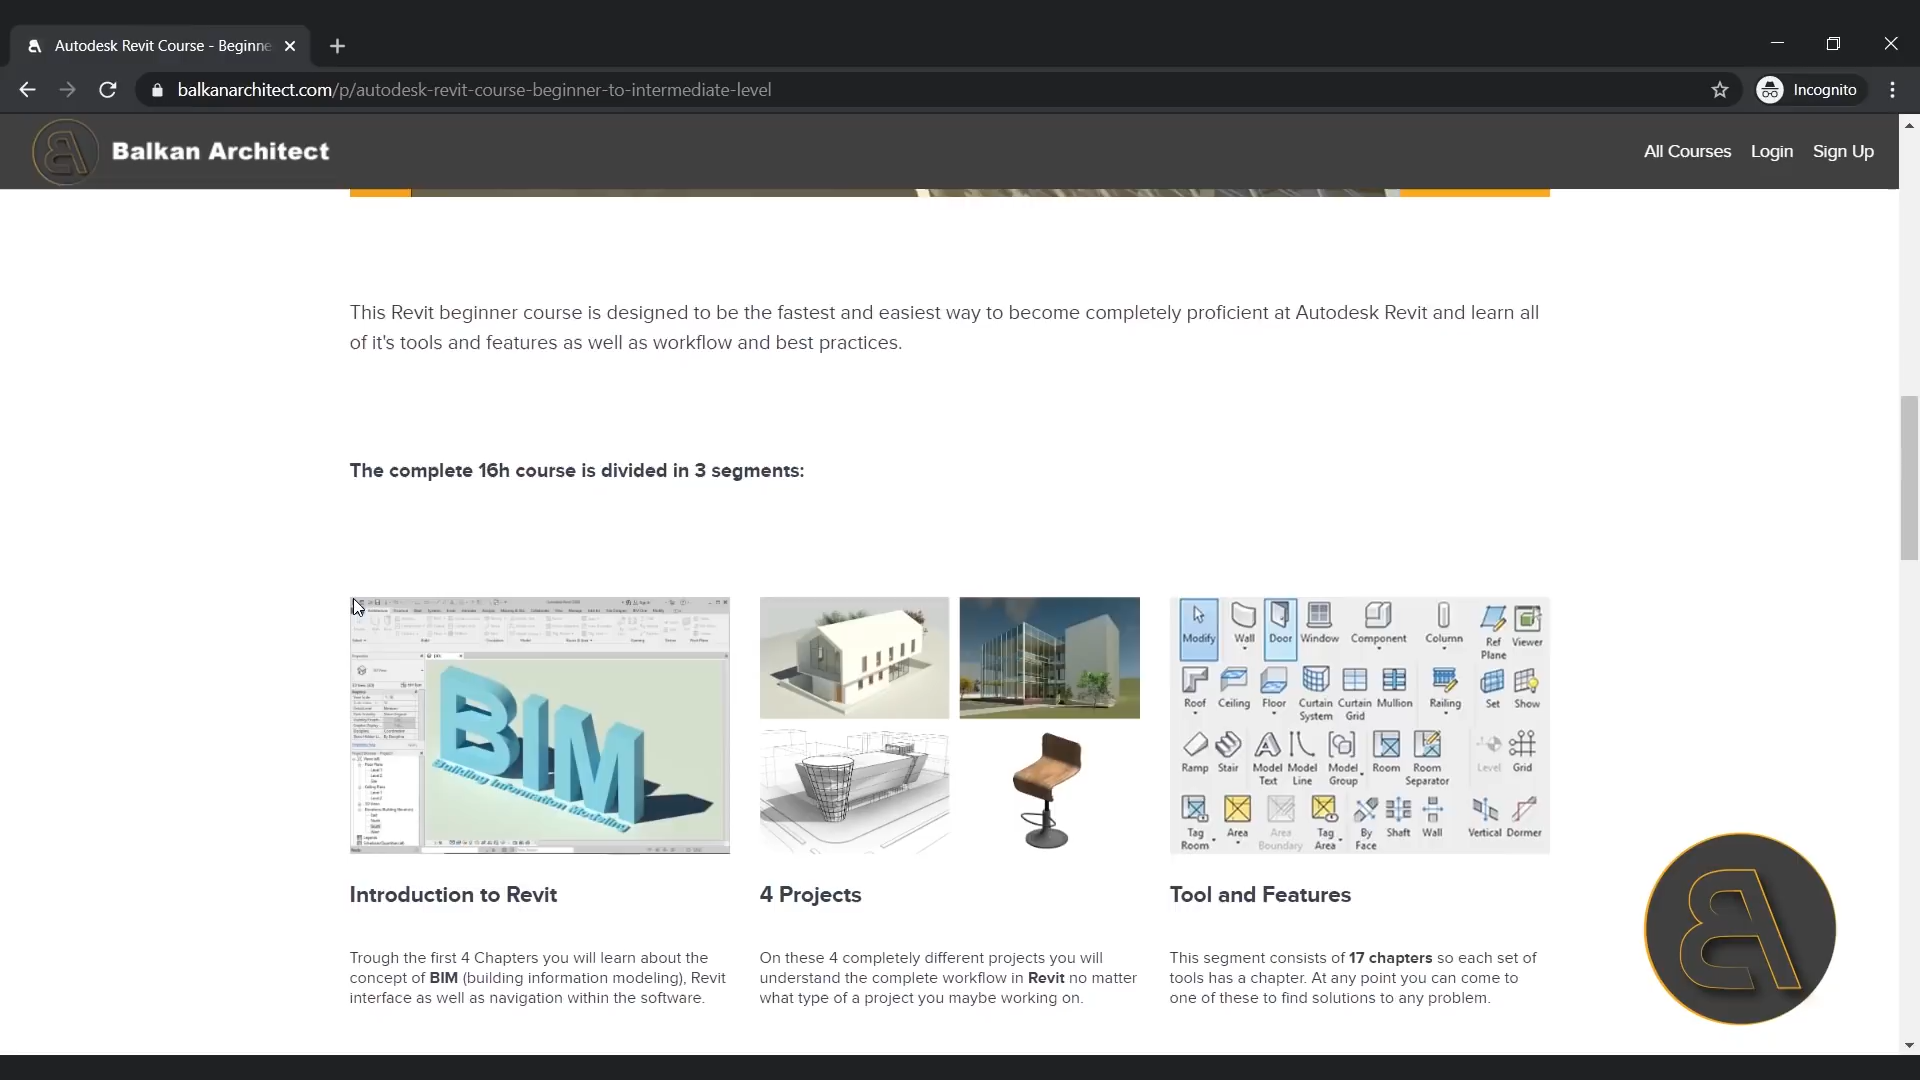 Autodesk Revit Course - Beginne
balkanarchitect.com/p/autodesk-revit-course-beginner-to-intermediate-level
Incognito
Balkan Architect
All Courses Login Sign Up
This Revit beginner course is designed to be the fastest and easiest way to become completely proficient at Autodesk Revit and learn all
of it's tools and features as well as workflow and best practices.
The complete 16h course is divided in 3 segments:
BIM
Building Information Modeling
Modify Wall Door Window Component Column Ref Plane Viewer
Roof Ceiling Floor Curtain System Curtain Grid Mullion Railing Set Show
Ramp Stair Model Text Model Line Model Group Room Room Separator Level Grid
Tag Room Area Area Boundary Tag Area By Face Shaft Wall Vertical Dormer
Introduction to Revit
Trough the first 4 Chapters you will learn about the
concept of BIM (building information modeling), Revit
interface as well as navigation within the software.
4 Projects
On these 4 completely different projects you will
understand the complete workflow in Revit no matter
what type of a project you maybe working on.
Tool and Features
This segment consists of 17 chapters so each set of
tools has a chapter. At any point you can come to
one of these to find solutions to any problem.